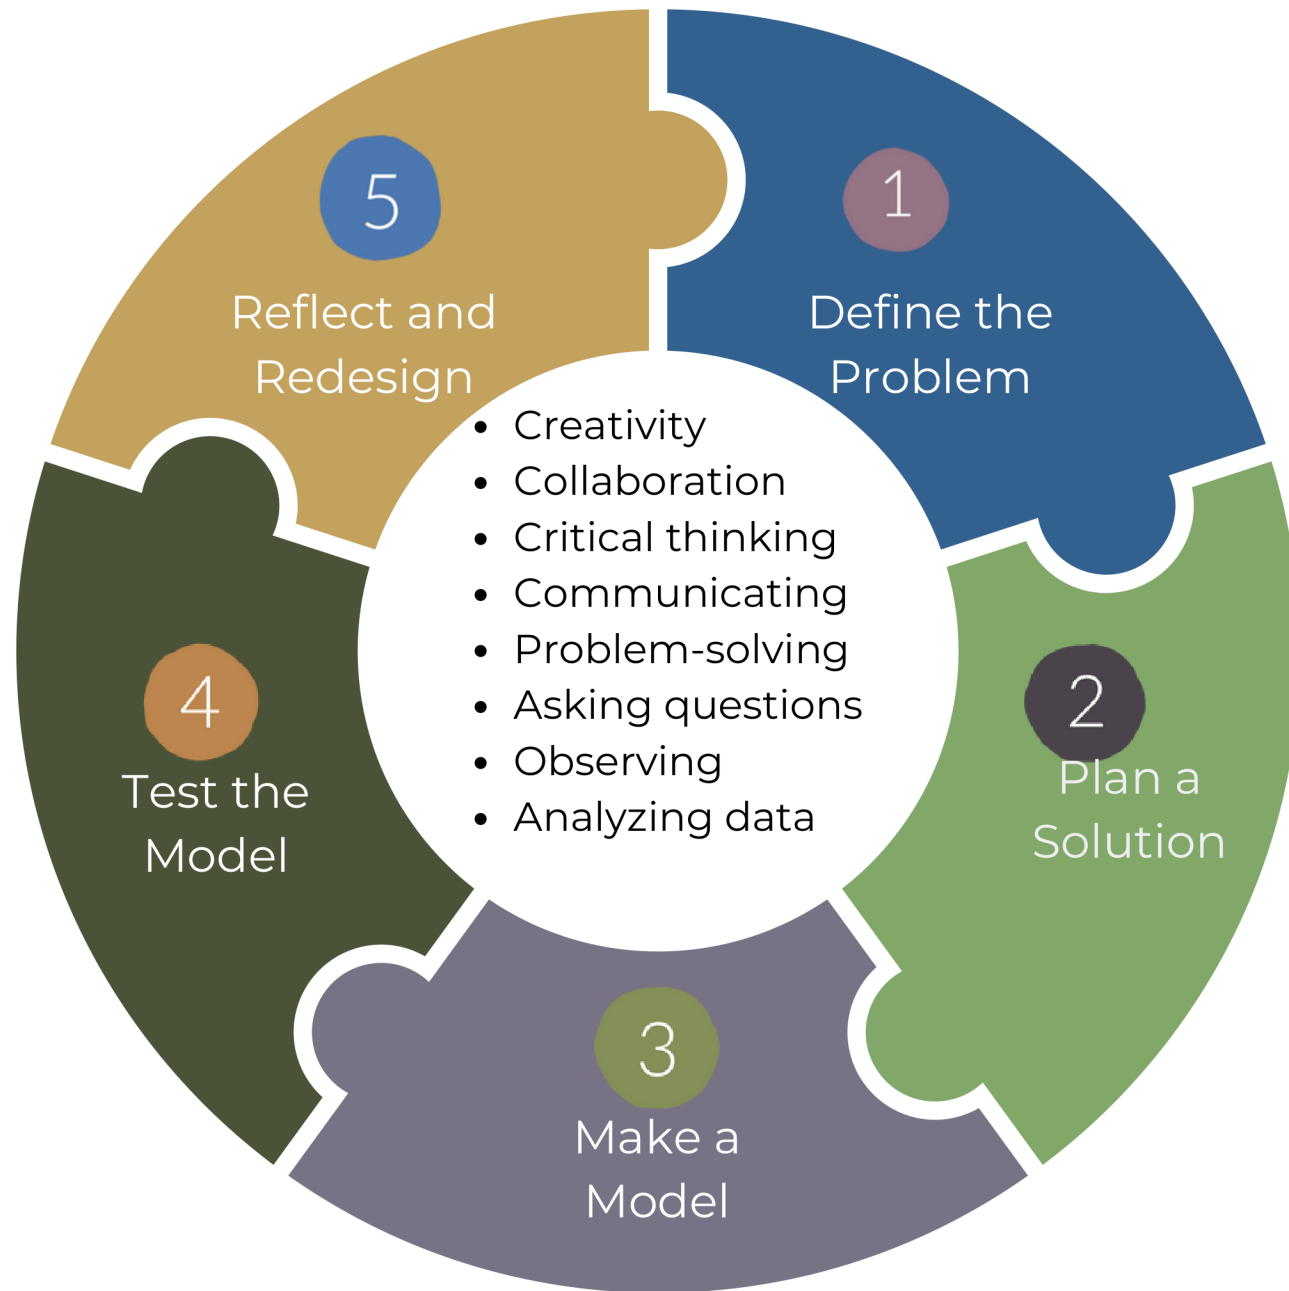 1
Define the
Problem
2
Plan a
Solution
3
Make a
Model
4
Test the
Model
5
Reflect and
Redesign
• Creativity
• Collaboration
• Critical thinking
• Communicating
• Problem-solving
• Asking questions
• Observing
• Analyzing data